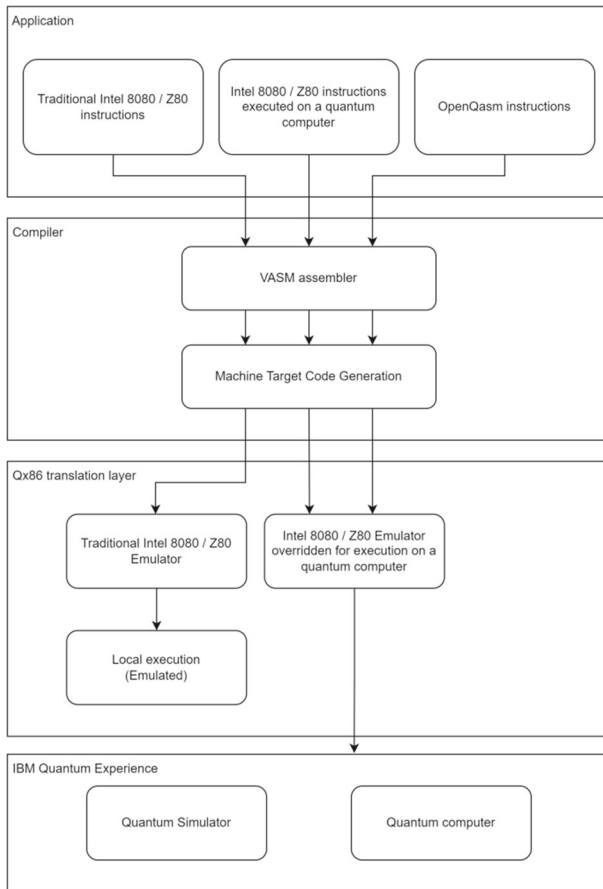 Application
Traditional Intel 8080 / Z80
instructions
Intel 8080 / Z80 instructions
executed on a quantum
computer
OpenQasm instructions
Compiler
VASM assembler
Machine Target Code Generation
Qx86 translation layer
Traditional Intel 8080 / Z80
Emulator
Intel 8080 / Z80 Emulator
overridden for execution on a
quantum computer
Local execution
(Emulated)
IBM Quantum Experience
Quantum Simulator
Quantum computer